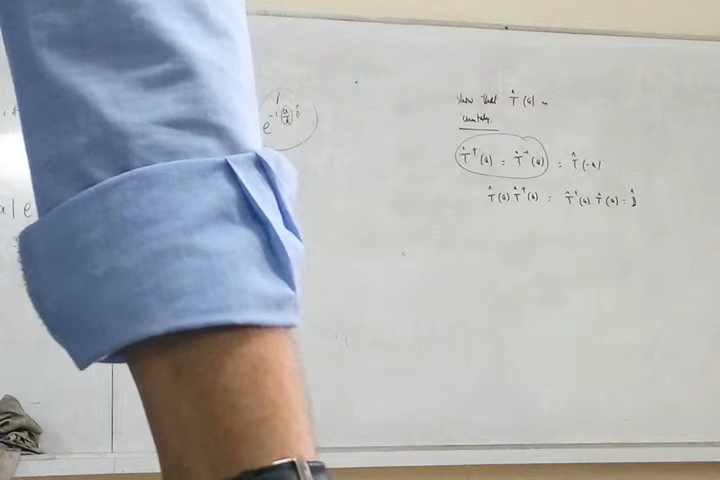 e^{-i(a/ħ)p̂}
show that T̂(a) is
unitary.
T̂†(a) = T̂⁻¹(a) = T̂(-a)
T̂(a) T̂†(a) = T̂†(a) T̂(a) = 𝟙̂